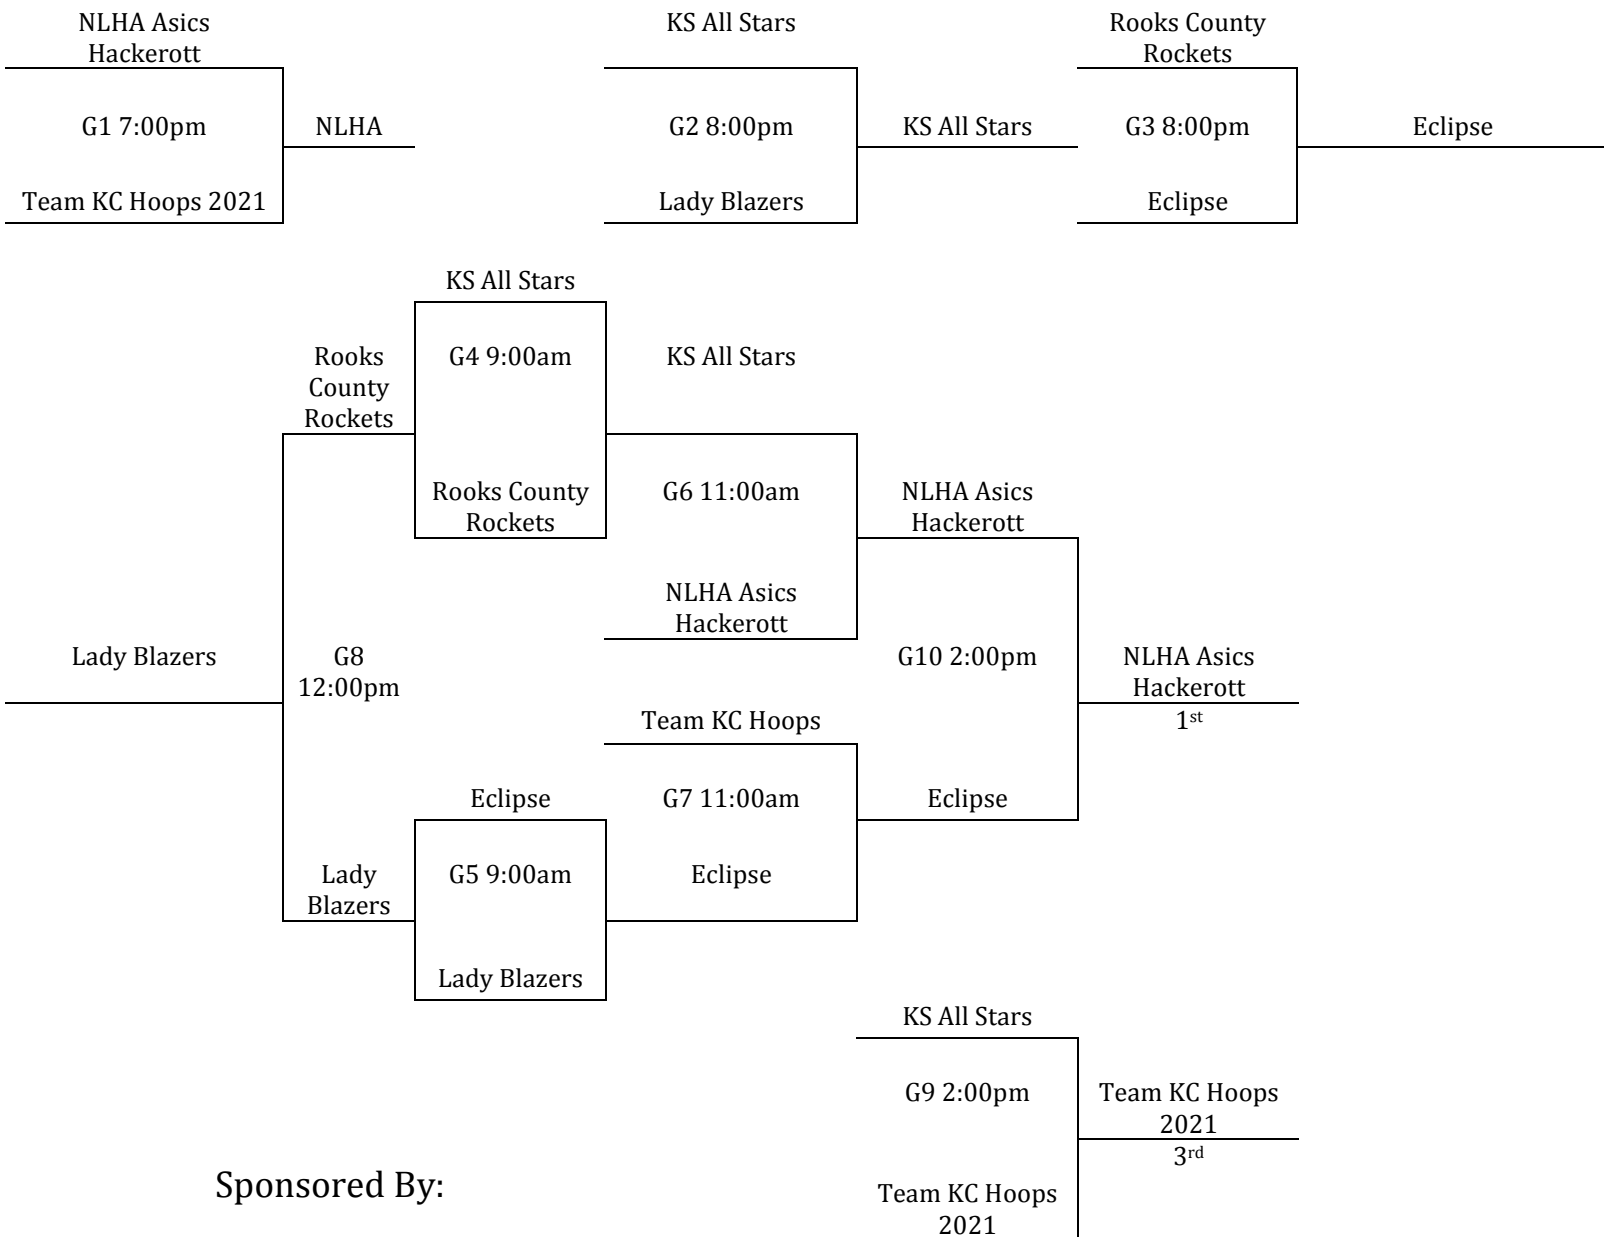 NLHA Asics
Hackerott
KS All Stars
Rooks County
Rockets
G1 7:00pm
NLHA
G2 8:00pm
KS All Stars
G3 8:00pm
Eclipse
Team KC Hoops 2021
Lady Blazers
Eclipse
KS All Stars
Rooks
County
Rockets
G4 9:00am
KS All Stars
Rooks County
Rockets
G6 11:00am
NLHA Asics
Hackerott
NLHA Asics
Hackerott
Lady Blazers
G8
12:00pm
G10 2:00pm
NLHA Asics
Hackerott
1st
Team KC Hoops
Eclipse
G7 11:00am
Eclipse
Lady
Blazers
G5 9:00am
Eclipse
Lady Blazers
KS All Stars
G9 2:00pm
Team KC Hoops
2021
3rd
Sponsored By:
Team KC Hoops
2021